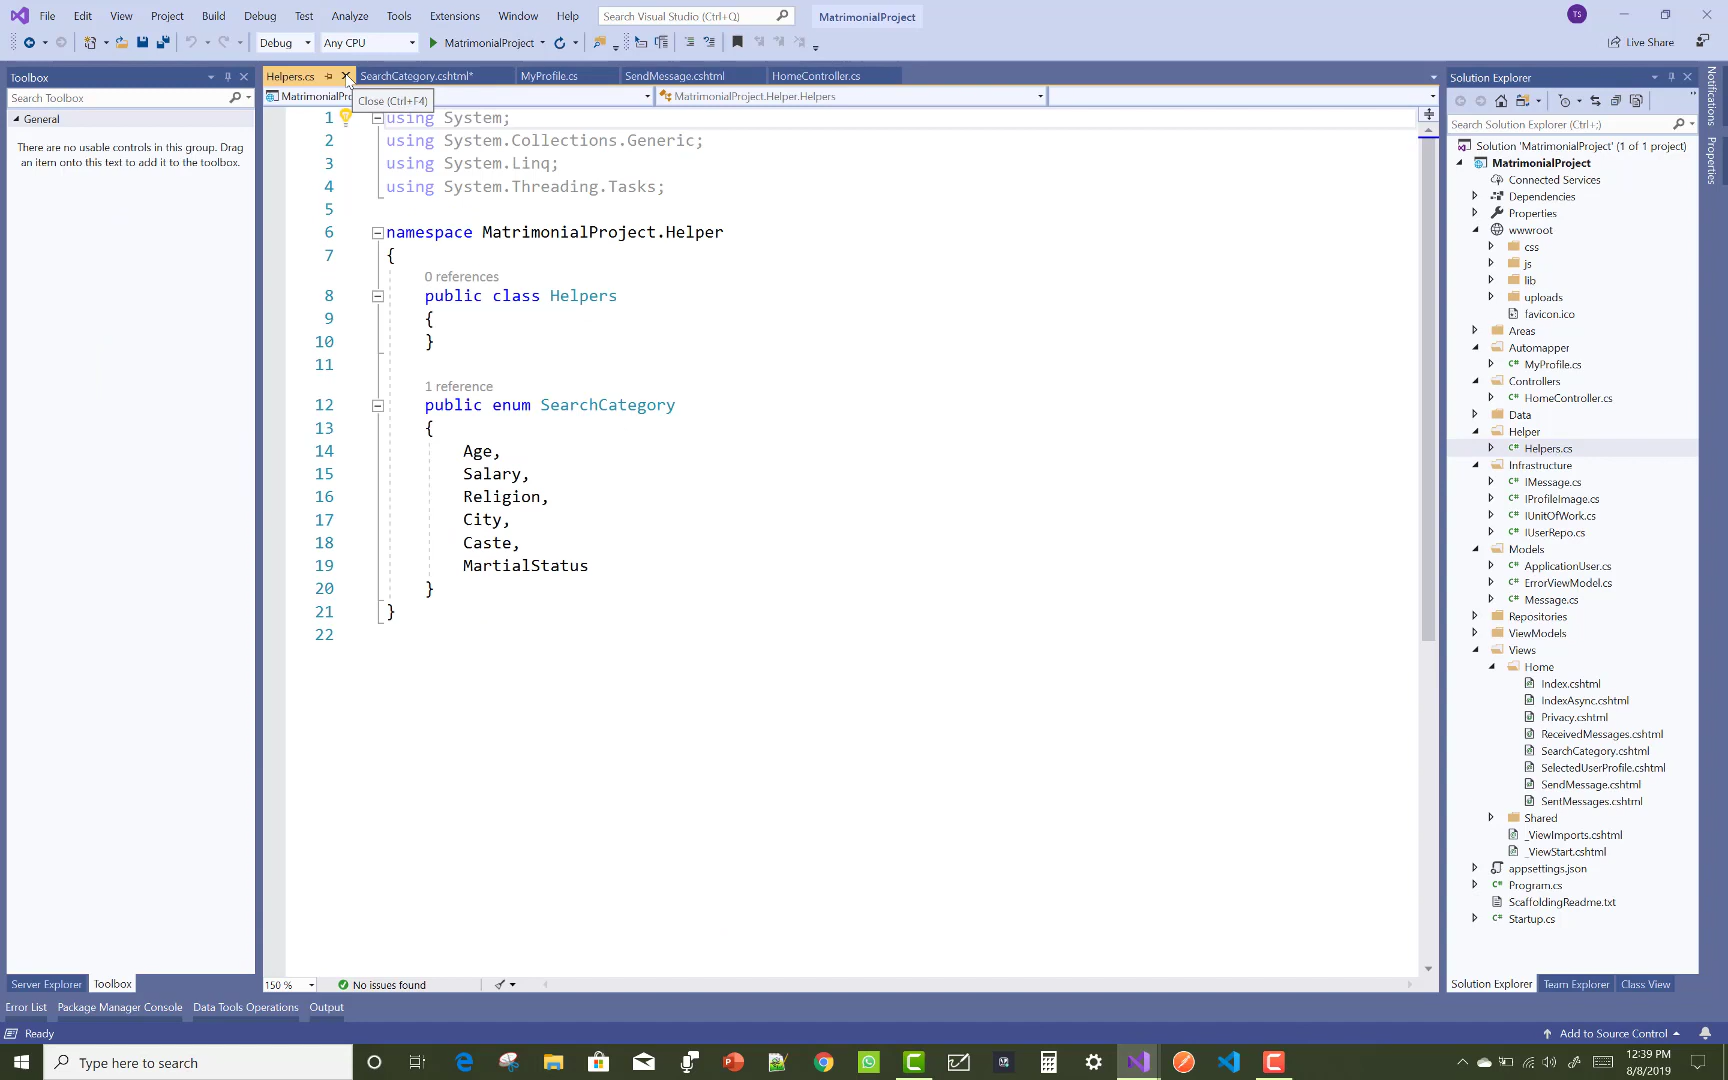 File Edit View Project Build Debug Test Analyze Tools Extensions Window Help Search Visual Studio (Ctrl+Q) MatrimonialProject TS
Debug Any CPU MatrimonialProject Live Share
Toolbox
Search Toolbox
General
There are no usable controls in this group. Drag
an item onto this text to add it to the toolbox.
Helpers.cs SearchCategory.cshtml* MyProfile.cs SendMessage.cshtml HomeController.cs
MatrimonialPro MatrimonialProject.Helper.Helpers
Close (Ctrl+F4)
1 using System;
2 using System.Collections.Generic;
3 using System.Linq;
4 using System.Threading.Tasks;
5
6 namespace MatrimonialProject.Helper
7 {
0 references
8 public class Helpers
9 {
10 }
11
1 reference
12 public enum SearchCategory
13 {
14 Age,
15 Salary,
16 Religion,
17 City,
18 Caste,
19 MartialStatus
20 }
21 }
22
150 % No issues found
Solution Explorer
Search Solution Explorer (Ctrl+;)
Solution 'MatrimonialProject' (1 of 1 project)
MatrimonialProject
Connected Services
Dependencies
Properties
wwwroot
css
js
lib
uploads
favicon.ico
Areas
Automapper
MyProfile.cs
Controllers
HomeController.cs
Data
Helper
Helpers.cs
Infrastructure
IMessage.cs
IProfileImage.cs
IUnitOfWork.cs
IUserRepo.cs
Models
ApplicationUser.cs
ErrorViewModel.cs
Message.cs
Repositories
ViewModels
Views
Home
Index.cshtml
IndexAsync.cshtml
Privacy.cshtml
ReceivedMessages.cshtml
SearchCategory.cshtml
SelectedUserProfile.cshtml
SendMessage.cshtml
SentMessages.cshtml
Shared
_ViewImports.cshtml
_ViewStart.cshtml
appsettings.json
Program.cs
ScaffoldingReadme.txt
Startup.cs
Notifications
Properties
Server Explorer Toolbox
Solution Explorer Team Explorer Class View
Error List Package Manager Console Data Tools Operations Output
Ready Add to Source Control
Type here to search
12:39 PM
8/8/2019